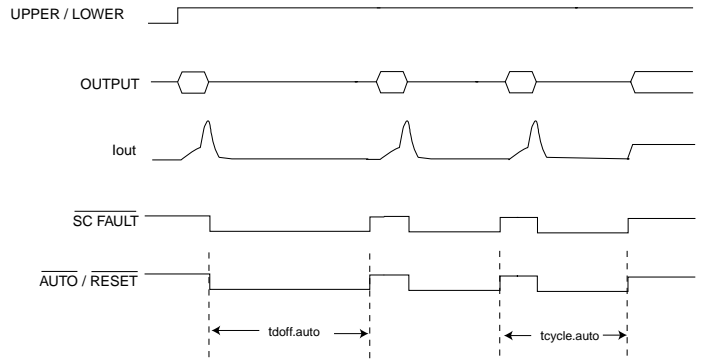 UPPER / LOWER
OUTPUT
Iout
SC FAULT
AUTO / RESET
tdoff.auto
tcycle.auto